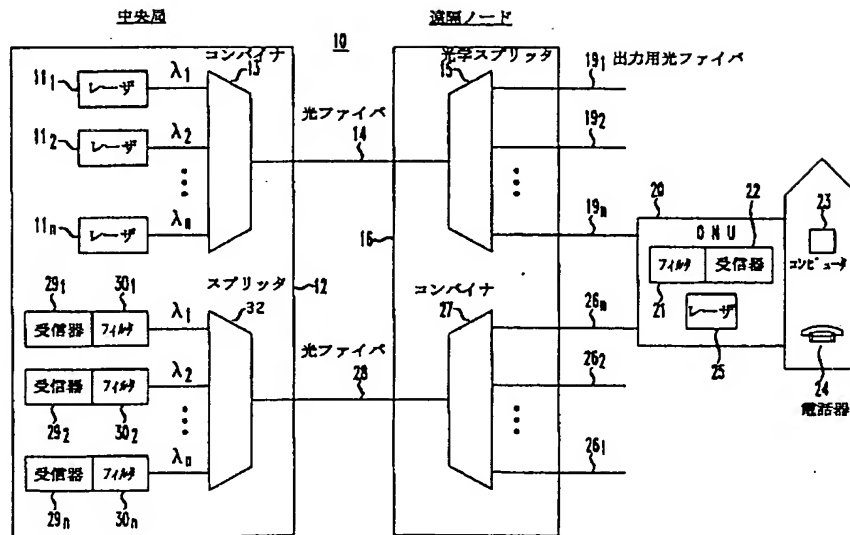 中央局
遠隔ノード
10
コンバイナ
13
光学スプリッタ
15
19₁ 出力用光ファイバ
11₁ レーザ λ₁
光ファイバ
14
19₂
11₂ レーザ λ₂
16
19ₙ
11ₙ レーザ λₙ
20
22
ONU
フィルタ 受信器
21
レーザ
25
23
コンピュータ
24
電話器
スプリッタ
32
12
コンバイナ
27
26ₙ
29₁ 30₁
受信器 フィルタ λ₁
光ファイバ
28
26₂
受信器 フィルタ λ₂
29₂ 30₂
26₁
受信器 フィルタ λₙ
29ₙ 30ₙ